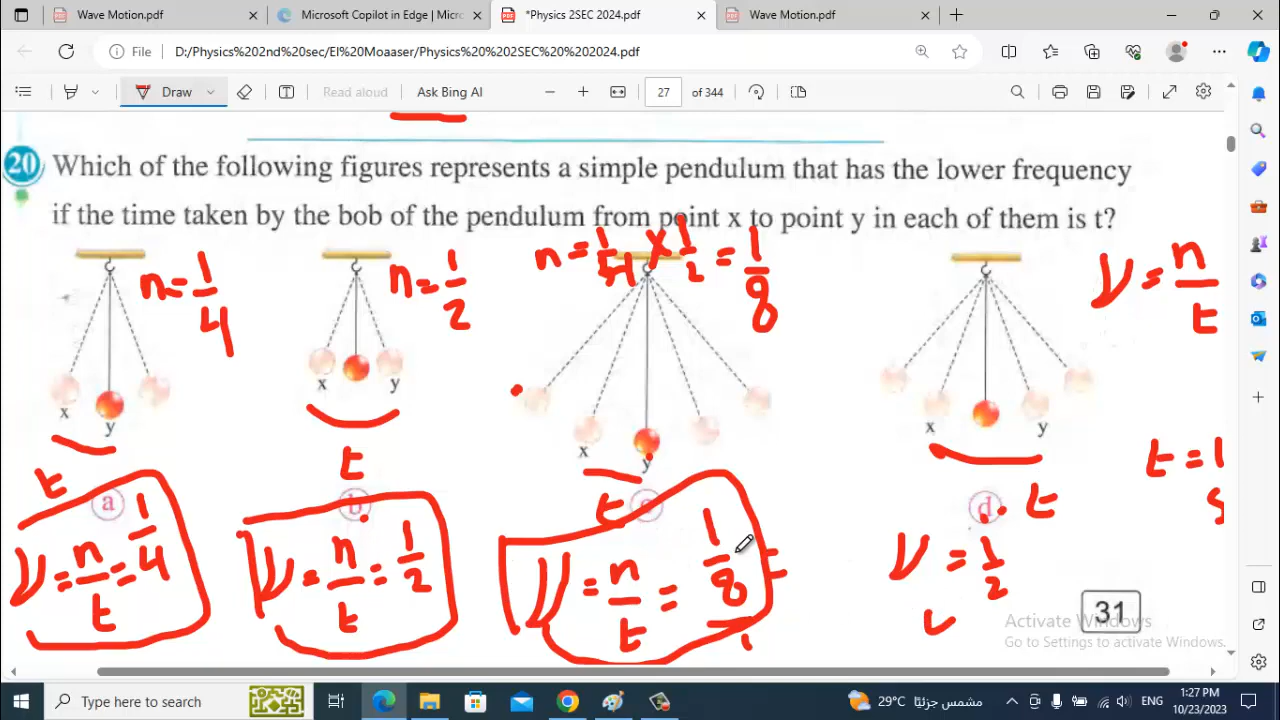 Wave Motion.pdf
Microsoft Copilot in Edge | Micro
*Physics 2SEC 2024.pdf
Wave Motion.pdf
File
D:/Physics%202nd%20sec/El%20Moaaser/Physics%20%202SEC%20%202024.pdf
Draw
Read aloud
Ask Bing AI
27 of 344
20 Which of the following figures represents a simple pendulum that has the lower frequency
if the time taken by the bob of the pendulum from point x to point y in each of them is t?
n = 1/4
n = 1/2
n = 1/4 × 1/2 = 1/8
ν = n/t
x y
x y
x y
x y
t
t
t
t
t = 1
a
b
c
d
ν = n/t = 1/4
ν = n/t = 1/2
ν = n/t = 1/8
ν = 1/2
31
Activate Windows
Go to Settings to activate Windows.
Type here to search
29°C
مشمس جزئيًا
ENG
1:27 PM
10/23/2023